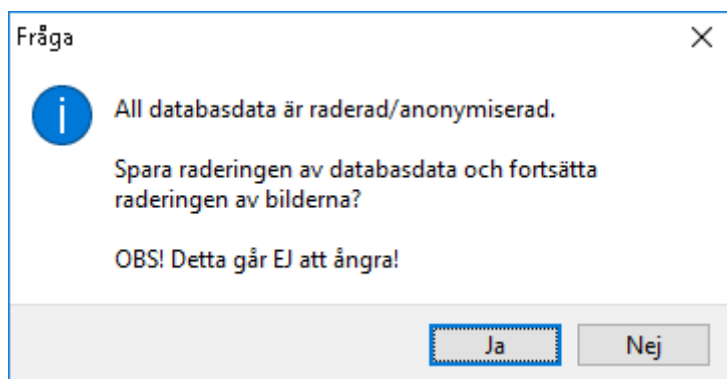 Fråga
All databasdata är raderad/anonymiserad.
Spara raderingen av databasdata och fortsätta
raderingen av bilderna?
OBS! Detta går EJ att ångra!
Ja
Nej